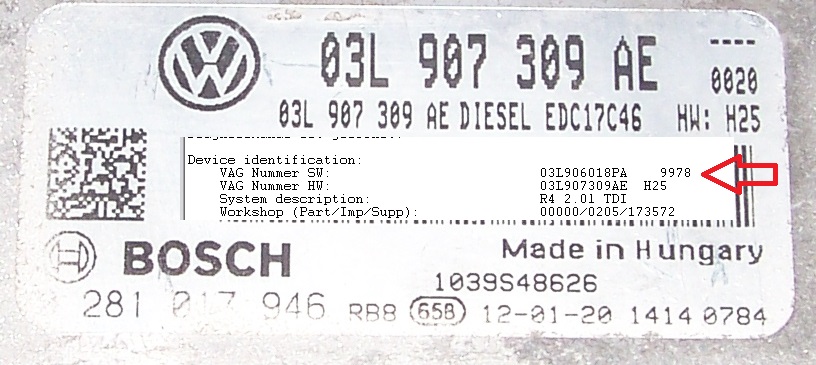 VW
03L 907 309 AE ----
0020
03L 907 309 AE DIESEL EDC17C46 HW: H25
Device identification:
VAG Nummer SW: 03L906018PA 9978
VAG Nummer HW: 03L907309AE H25
System description: R4 2.0l TDI
Workshop (Part/Imp/Supp): 00000/0205/173572
BOSCH Made in Hungary
1039S48626
281 017 946 RB8 65B 12-01-20 1414 0784